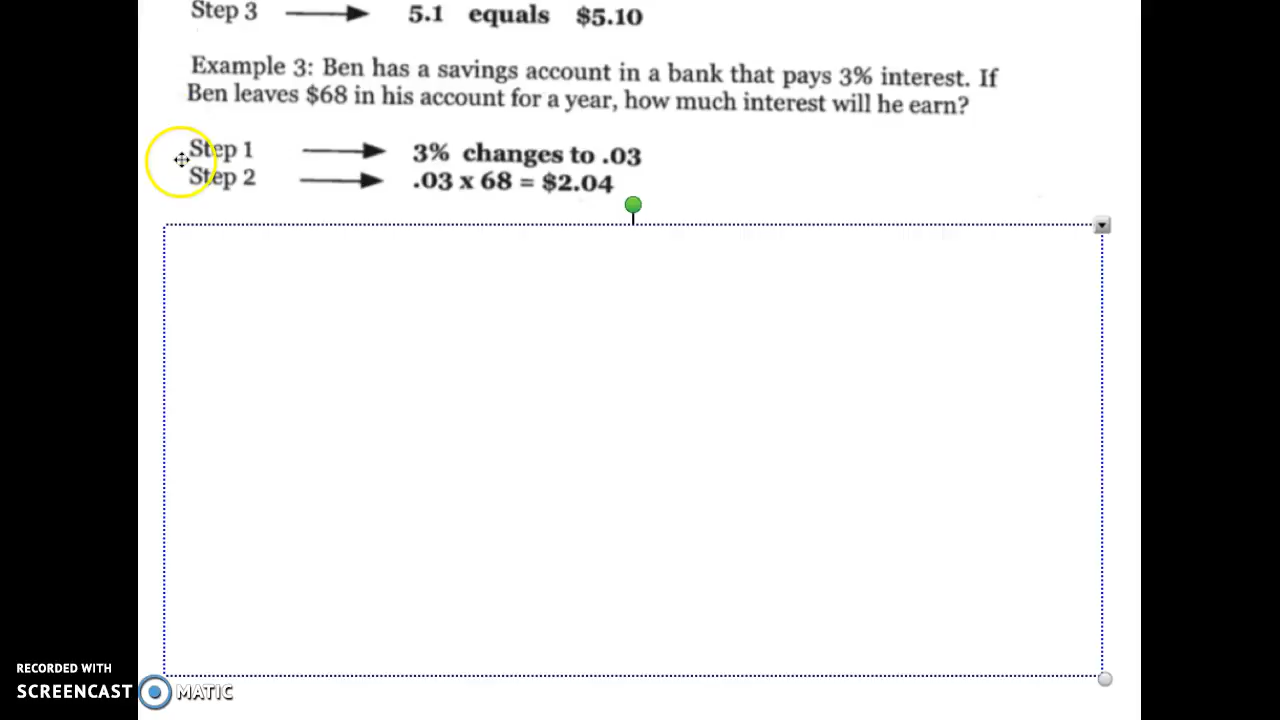 Step 3 5.1 equals $5.10
Example 3: Ben has a savings account in a bank that pays 3% interest. If
Ben leaves $68 in his account for a year, how much interest will he earn?
Step 1 3% changes to .03
Step 2 .03 x 68 = $2.04
RECORDED WITH
SCREENCAST MATIC